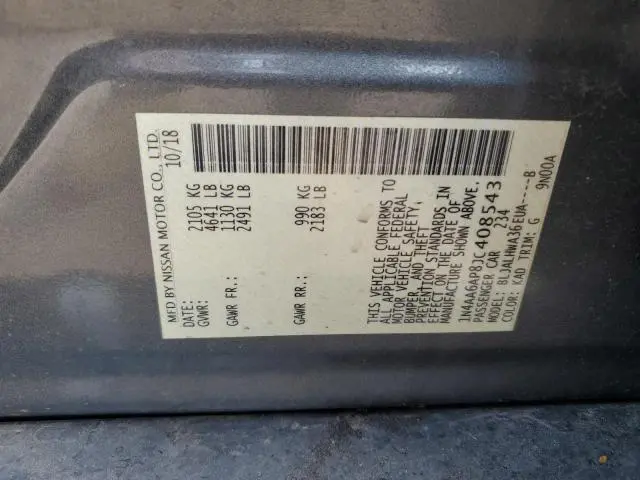 MFD BY NISSAN MOTOR CO., LTD.
DATE: 10/18
GVWR: 2105 KG
4641 LB
GAWR FR: 1130 KG
2491 LB
GAWR RR: 990 KG
2183 LB
THIS VEHICLE CONFORMS TO
ALL APPLICABLE FEDERAL
MOTOR VEHICLE SAFETY,
BUMPER, AND THEFT
PREVENTION STANDARDS IN
EFFECT ON THE DATE OF
MANUFACTURE SHOWN ABOVE.
1N4AA6AP8JC408543
PASSENGER CAR 234
MODEL: BLJALHWA36EUA----B
COLOR: KAD TRIM: G 9N00A